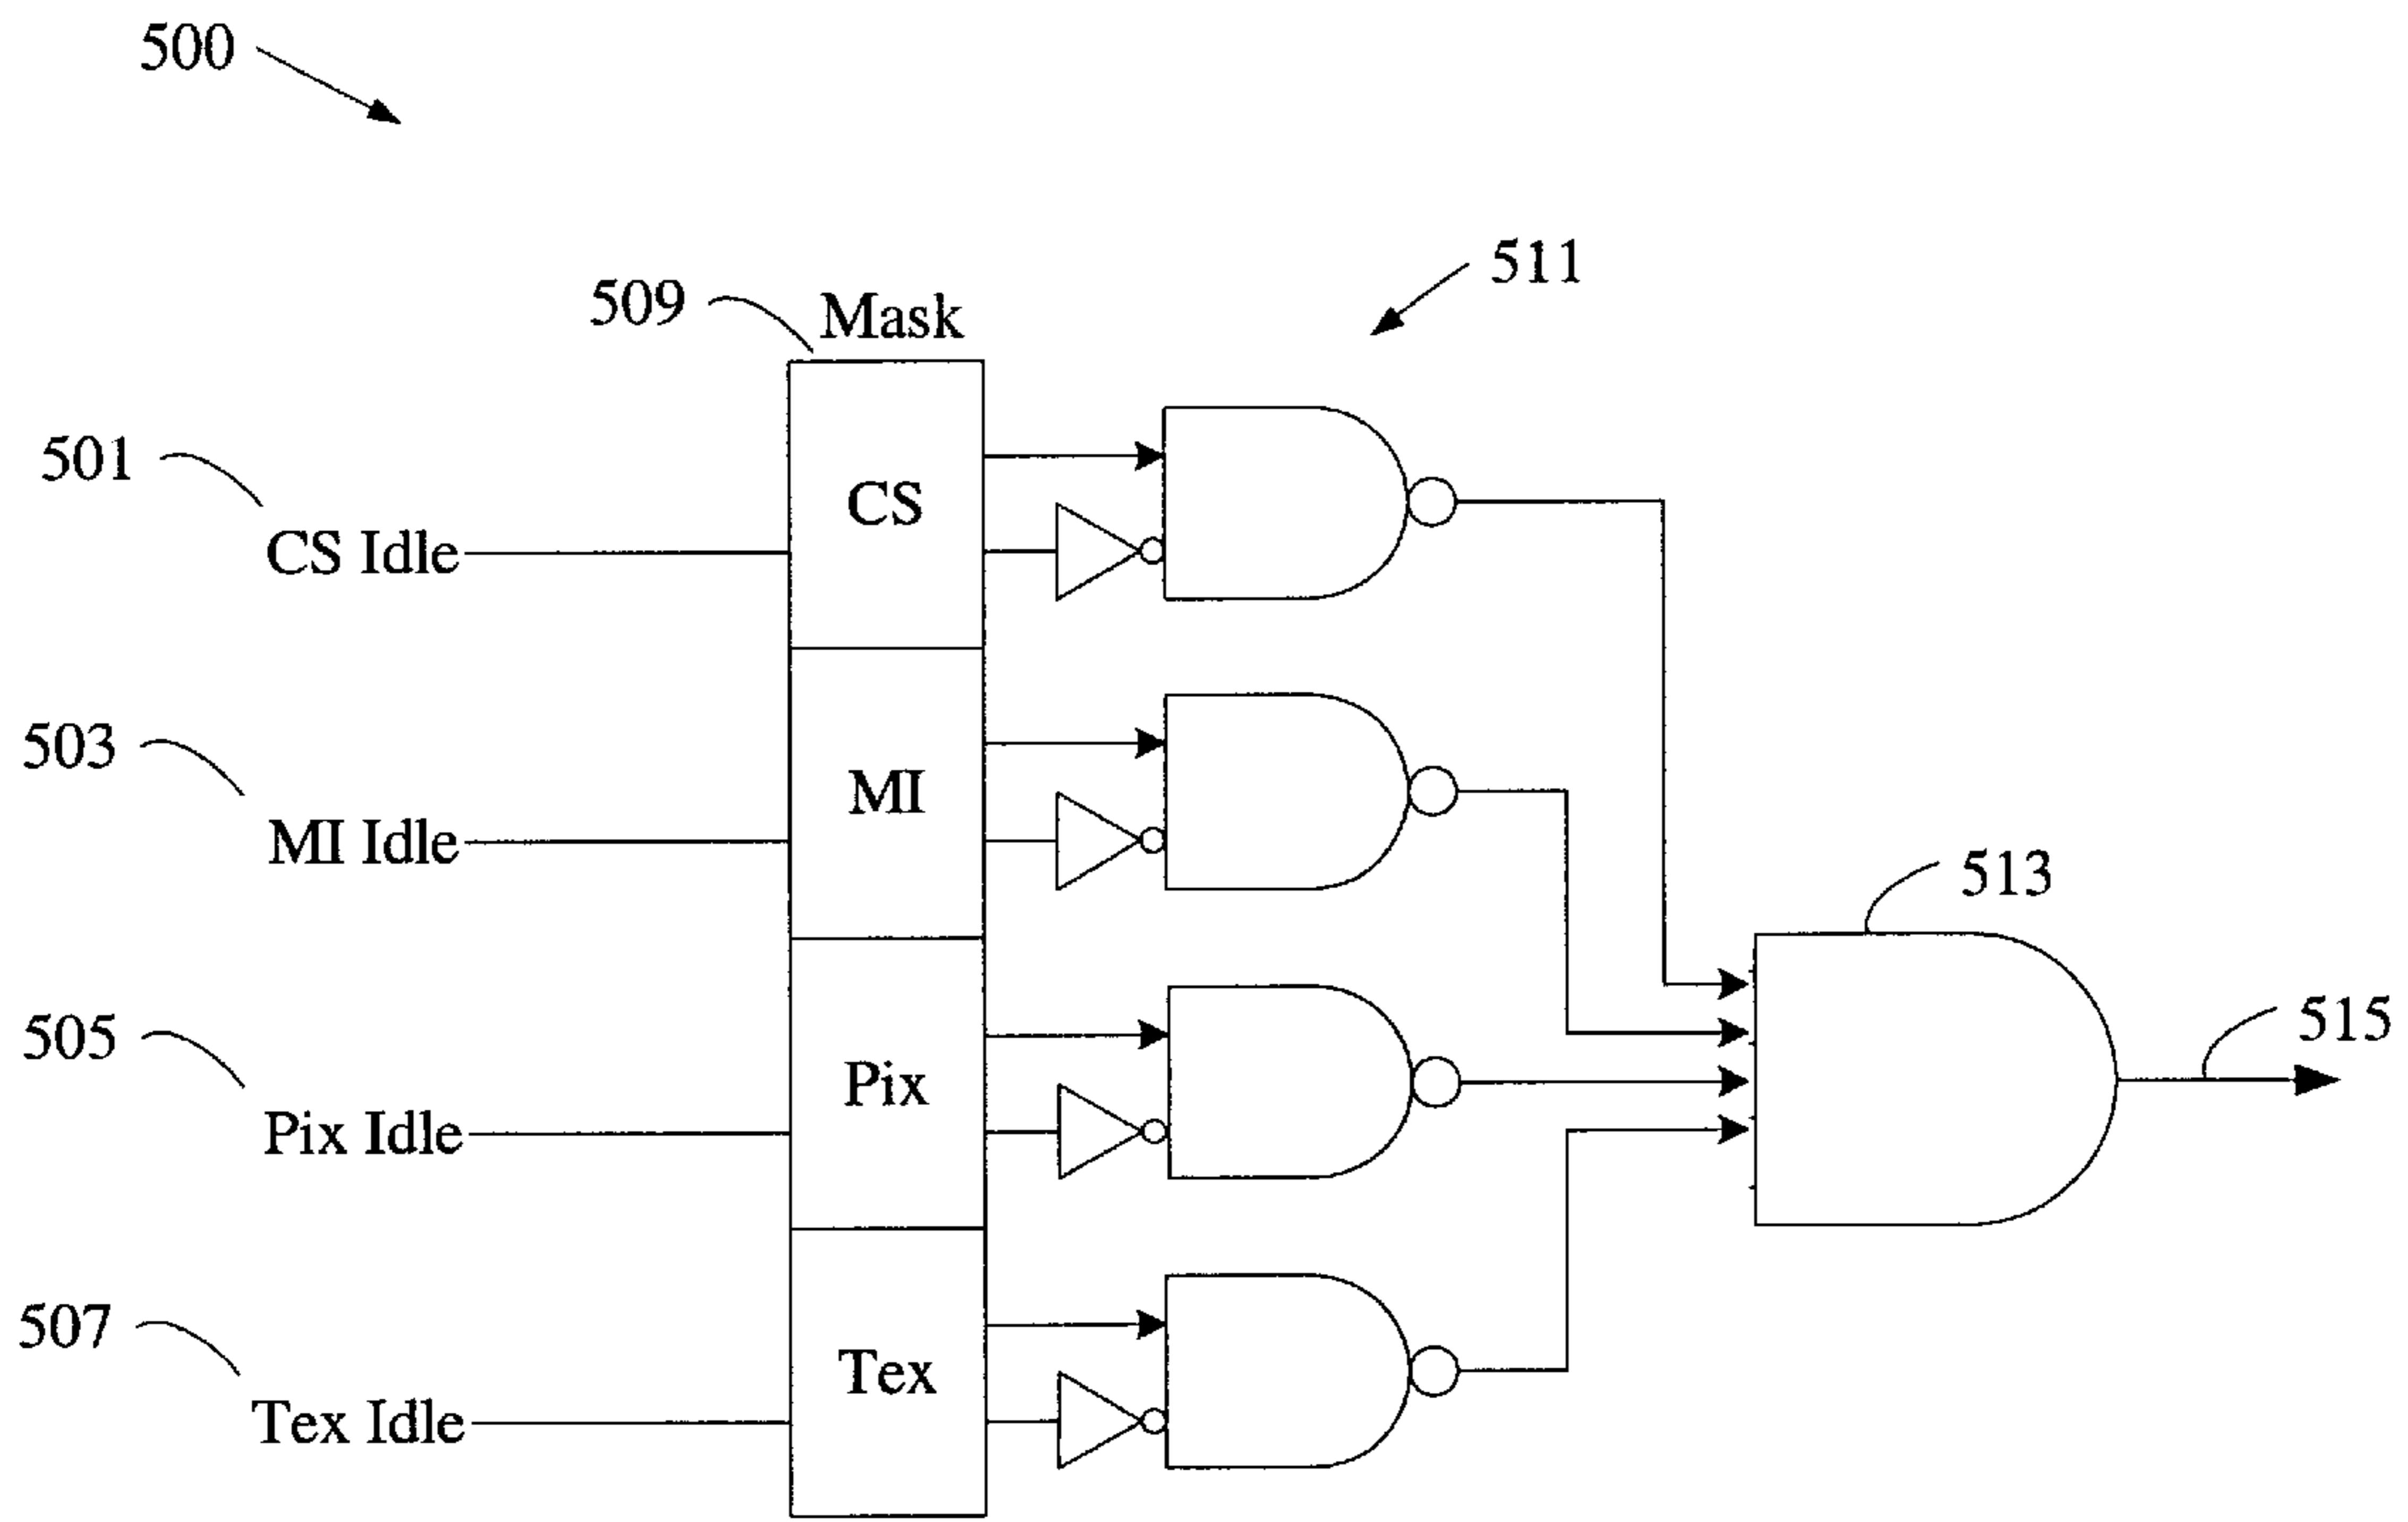 500
511
509
Mask
501
CS
CS Idle
503
MI
MI Idle
513
505
Pix
515
Pix Idle
507
Tex
Tex Idle